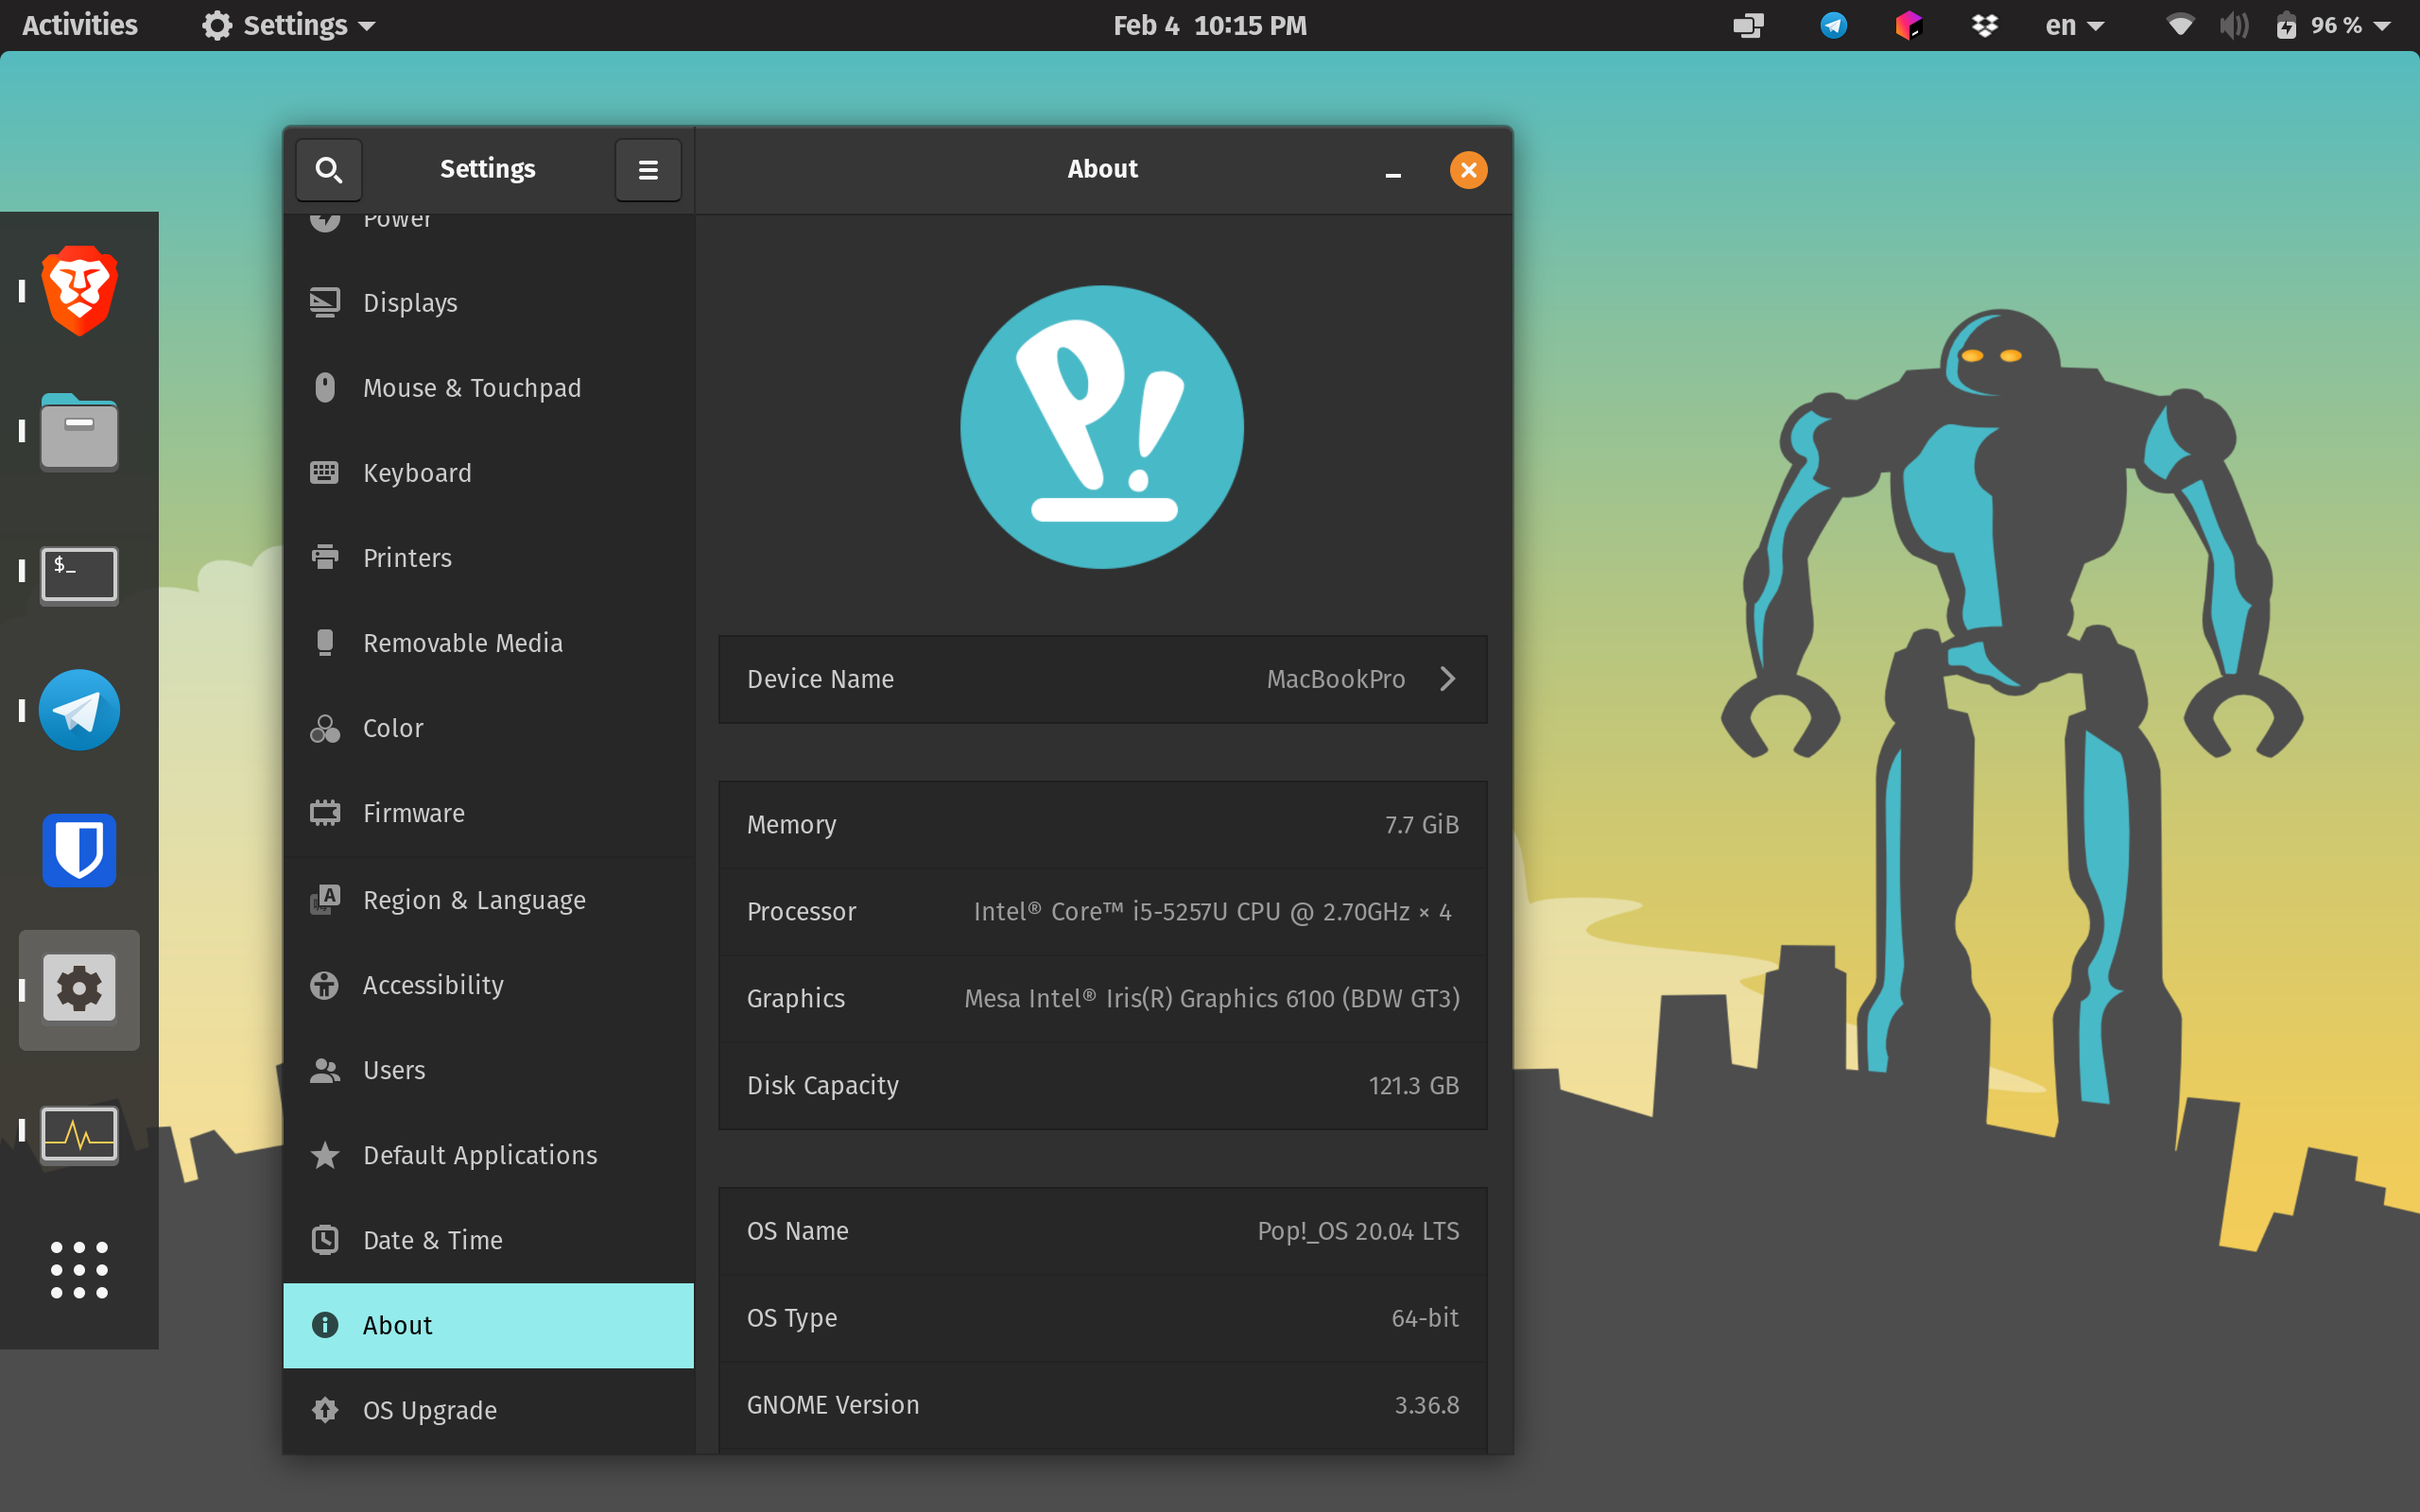 Activities Settings Feb 4 10:15 PM en 96 %
Settings About
Power
Displays
Mouse & Touchpad
Keyboard
Printers
Removable Media
Color
Firmware
Region & Language
Accessibility
Users
Default Applications
Date & Time
About
OS Upgrade
P!
Device Name MacBookPro
Memory 7.7 GiB
Processor Intel® Core™ i5-5257U CPU @ 2.70GHz × 4
Graphics Mesa Intel® Iris(R) Graphics 6100 (BDW GT3)
Disk Capacity 121.3 GB
OS Name Pop!_OS 20.04 LTS
OS Type 64-bit
GNOME Version 3.36.8
$_